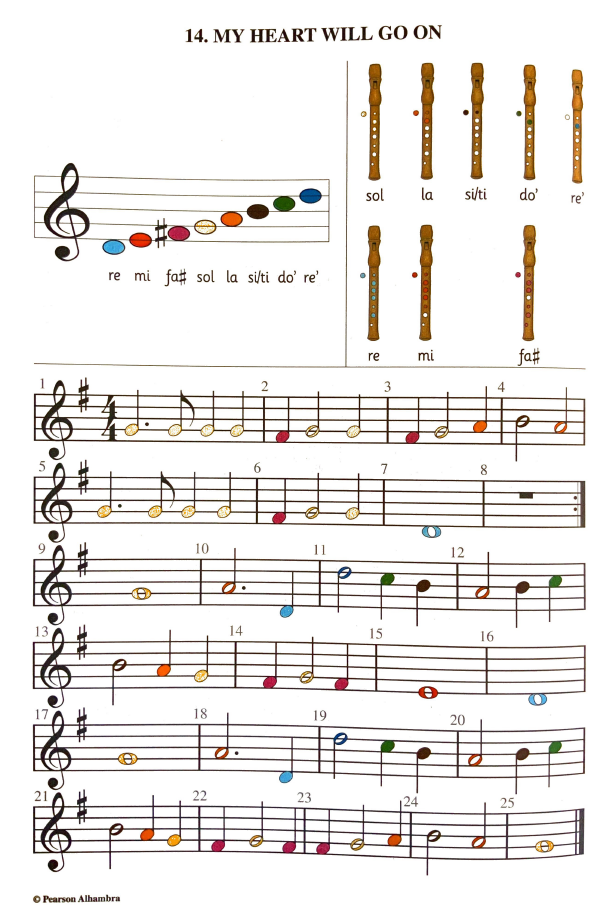 14. MY HEART WILL GO ON
sol la si/ti do’ re’
re mi fa# sol la si/ti do’ re’
re mi fa#
1 2 3 4
4
4
5 6 7 8
9 10 11 12
13 14 15 16
17 18 19 20
21 22 23 24 25
© Pearson Alhambra